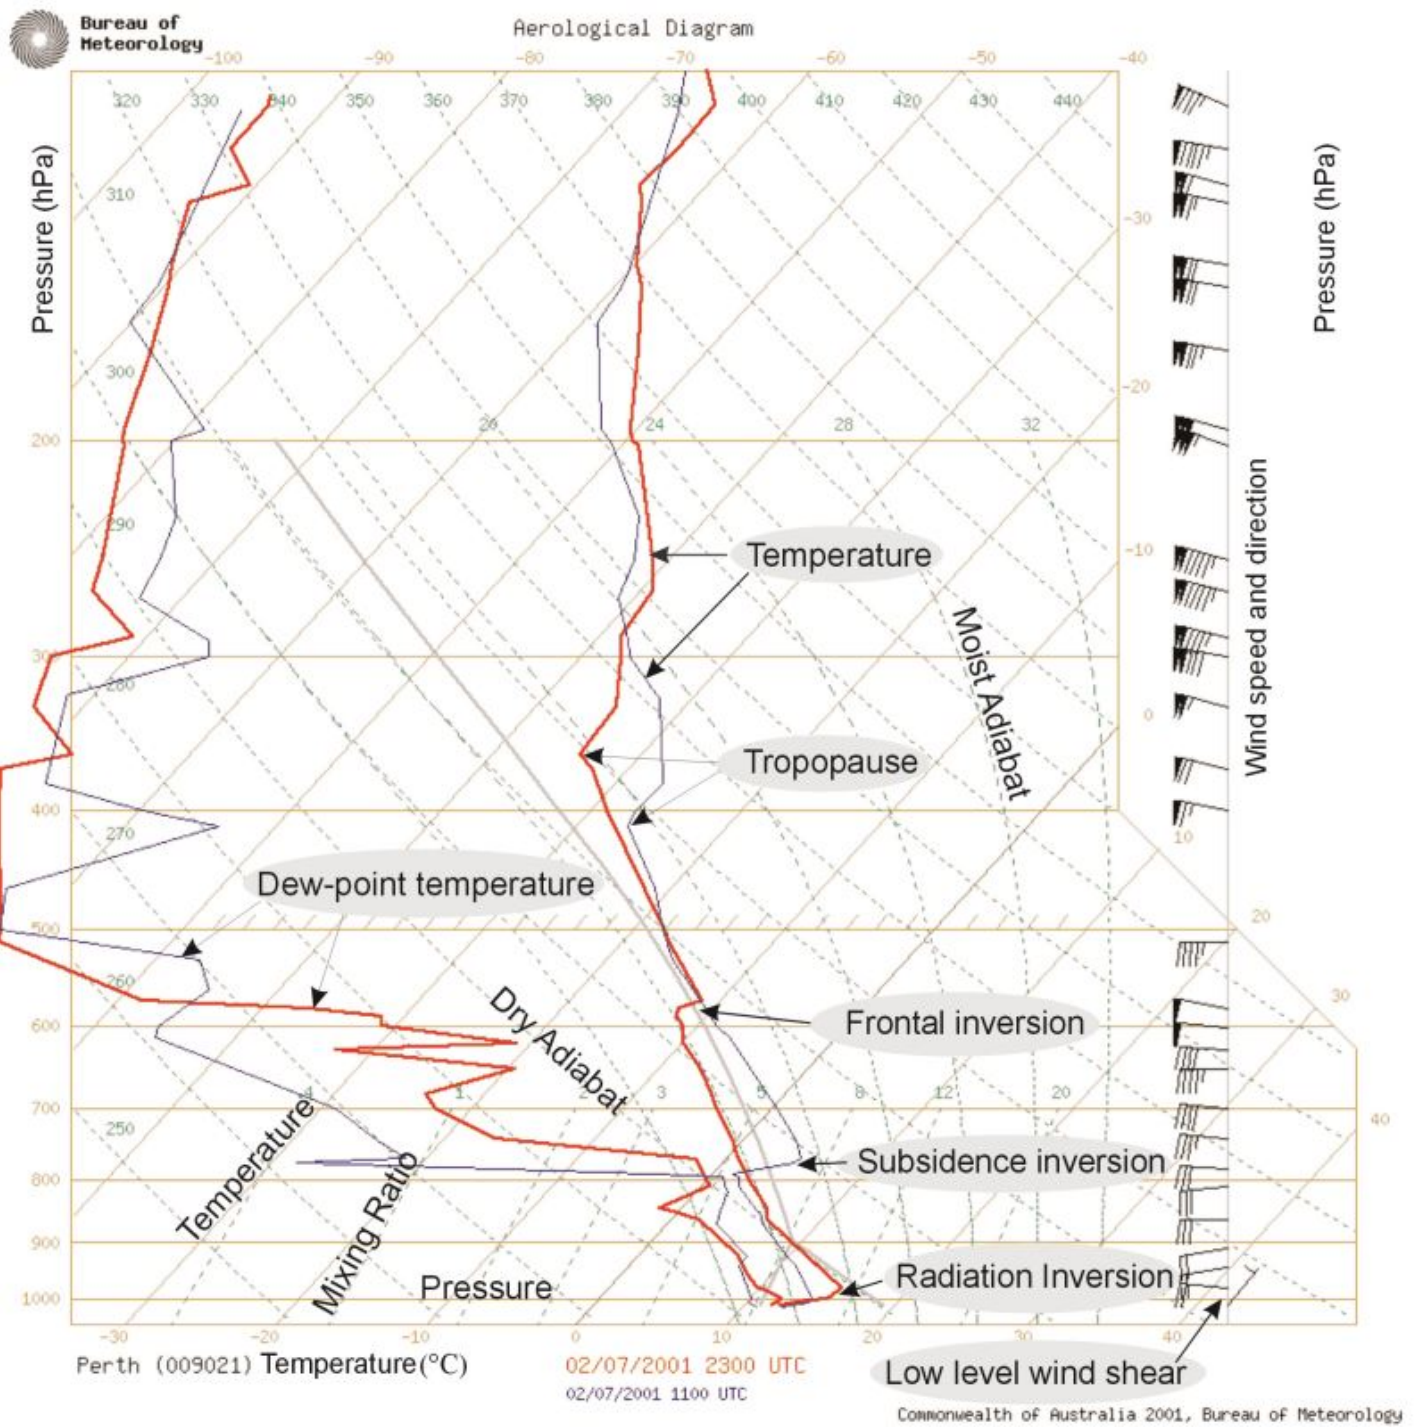 Bureau of
Meteorology
Aerological Diagram
-100 -90 -80 -70 -60 -50 -40
320 330 340 350 360 370 380 390 400 410 420 430 440
Pressure (hPa)
Pressure (hPa)
310
-30
300
-20
200
20 24 28 32
290
-10
Temperature
Wind speed and direction
Moist Adiabat
280
0
Tropopause
400
270
10
Dew-point temperature
500
20
260
30
Dry Adiabat
Frontal inversion
600
1 2 3 5 8 12 20
700
40
250
Temperature
Mixing Ratio
Subsidence inversion
800
900
Radiation Inversion
Pressure
1000
-30 -20 -10 0 10 20 30 40
Perth (009021) Temperature(°C)
02/07/2001 2300 UTC
Low level wind shear
02/07/2001 1100 UTC
Commonwealth of Australia 2001, Bureau of Meteorology